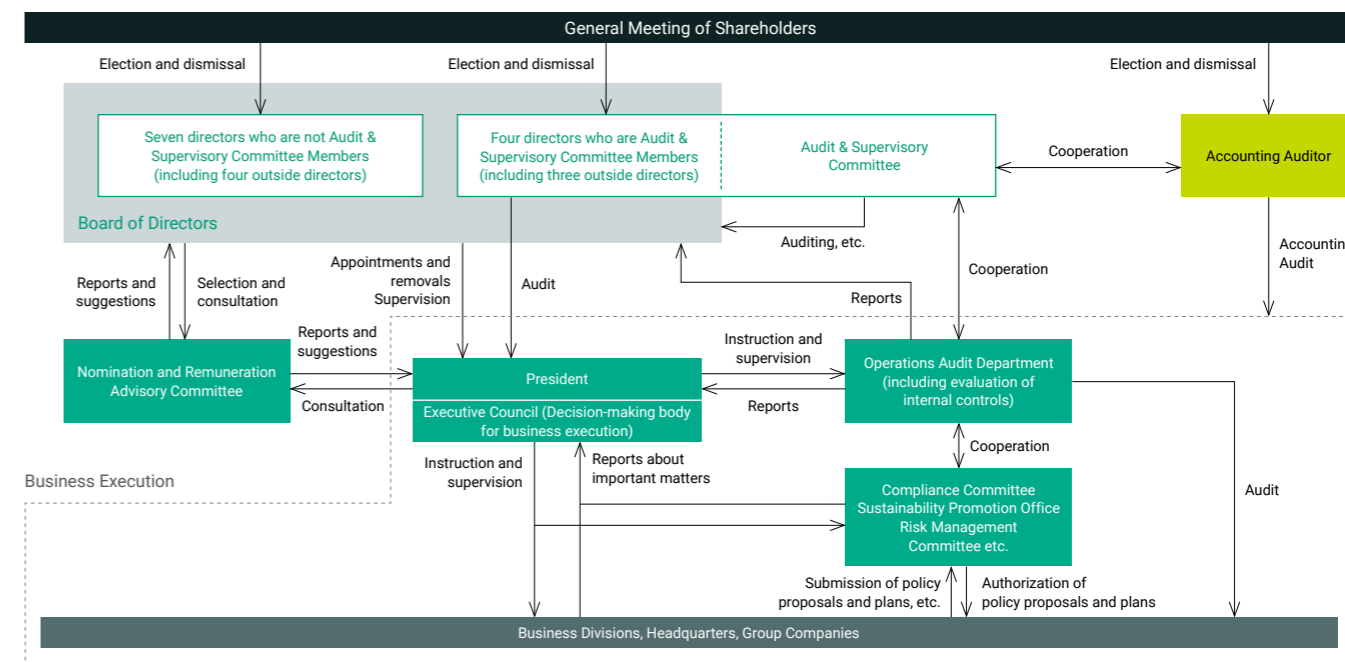 General Meeting of Shareholders
Election and dismissal
Election and dismissal
Election and dismissal
Seven directors who are not Audit &
Supervisory Committee Members
(including four outside directors)
Four directors who are Audit &
Supervisory Committee Members
(including three outside directors)
Audit & Supervisory
Committee
Cooperation
Accounting Auditor
Board of Directors
Auditing, etc.
Reports and
suggestions
Selection and
consultation
Appointments and
removals
Supervision
Audit
Reports
Cooperation
Accountin
Audit
Reports and
suggestions
Instruction and
supervision
Nomination and Remuneration
Advisory Committee
President
Operations Audit Department
(including evaluation of
internal controls)
Consultation
Reports
Executive Council (Decision-making body
for business execution)
Cooperation
Business Execution
Instruction and
supervision
Reports about
important matters
Compliance Committee
Sustainability Promotion Office
Risk Management
Committee etc.
Audit
Submission of policy
proposals and plans, etc.
Authorization of
policy proposals and plans
Business Divisions, Headquarters, Group Companies